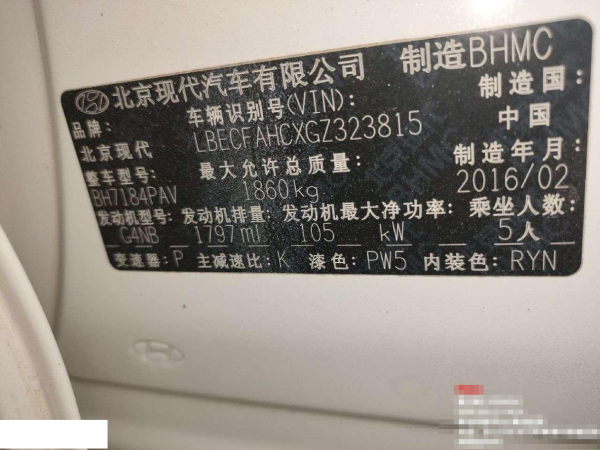 北京现代汽车有限公司 制造BHMC
品牌: 车辆识别号(VIN): 制造国:
北京现代 LBECFAHCXGZ323815 中国
整车型号: 最大允许总质量: 制造年月:
BH7184PAV 1860kg 2016/02
发动机型号: 发动机排量: 发动机最大净功率: 乘坐人数:
G4NB 1797ml 105 kW 5人
变速器: P 主减速比: K 漆色: PW5 内装色: RYN